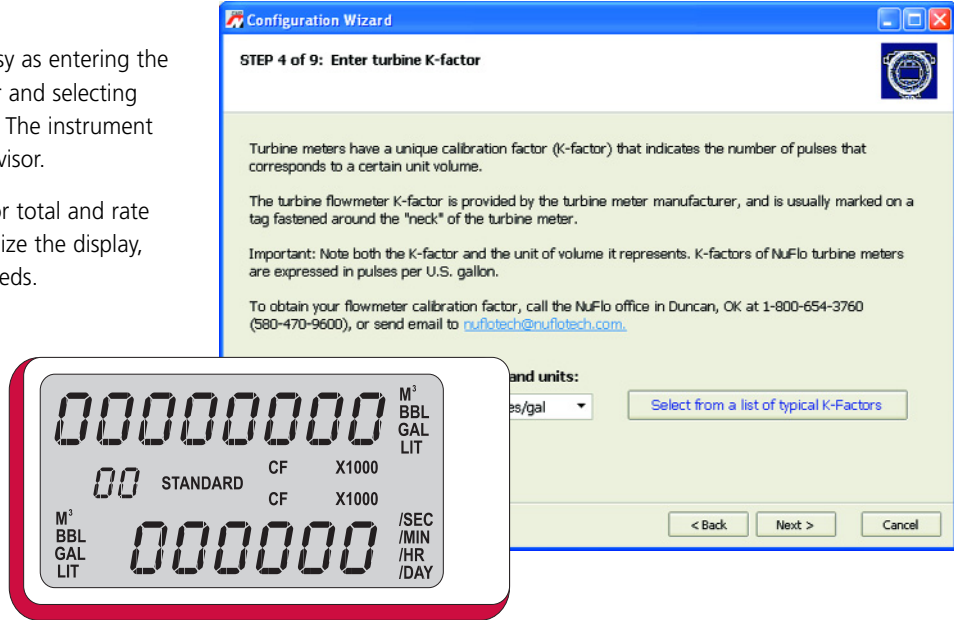 sy as entering the
and selecting
The instrument
visor.
r total and rate
ize the display,
eds.
Configuration Wizard
STEP 4 of 9: Enter turbine K-factor
Turbine meters have a unique calibration factor (K-factor) that indicates the number of pulses that
corresponds to a certain unit volume.
The turbine flowmeter K-factor is provided by the turbine meter manufacturer, and is usually marked on a
tag fastened around the "neck" of the turbine meter.
Important: Note both the K-factor and the unit of volume it represents. K-factors of NuFlo turbine meters
are expressed in pulses per U.S. gallon.
To obtain your flowmeter calibration factor, call the NuFlo office in Duncan, OK at 1-800-654-3760
(580-470-9600), or send email to nuflotech@nuflotech.com.
and units:
es/gal
Select from a list of typical K-Factors
< Back Next > Cancel
00000000
M³
BBL
GAL
LIT
00 STANDARD
CF X1000
CF X1000
M³
BBL
GAL
LIT
000000
/SEC
/MIN
/HR
/DAY